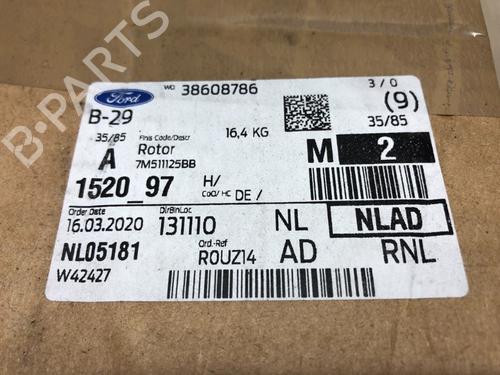 Ford
WO 38608786
3 / 0
(9)
B-29
35/85
35/85
Finis Code/Descr
16,4 KG
A
Rotor
7M511125BB
M 2
1520_97
H/
CoO/ HC DE /
Order Date
16.03.2020
DirBinLoc
131110
NL
NLAD
NL05181
Ord.-Ref
ROUZ14
AD
RNL
W42427
B-PARTS